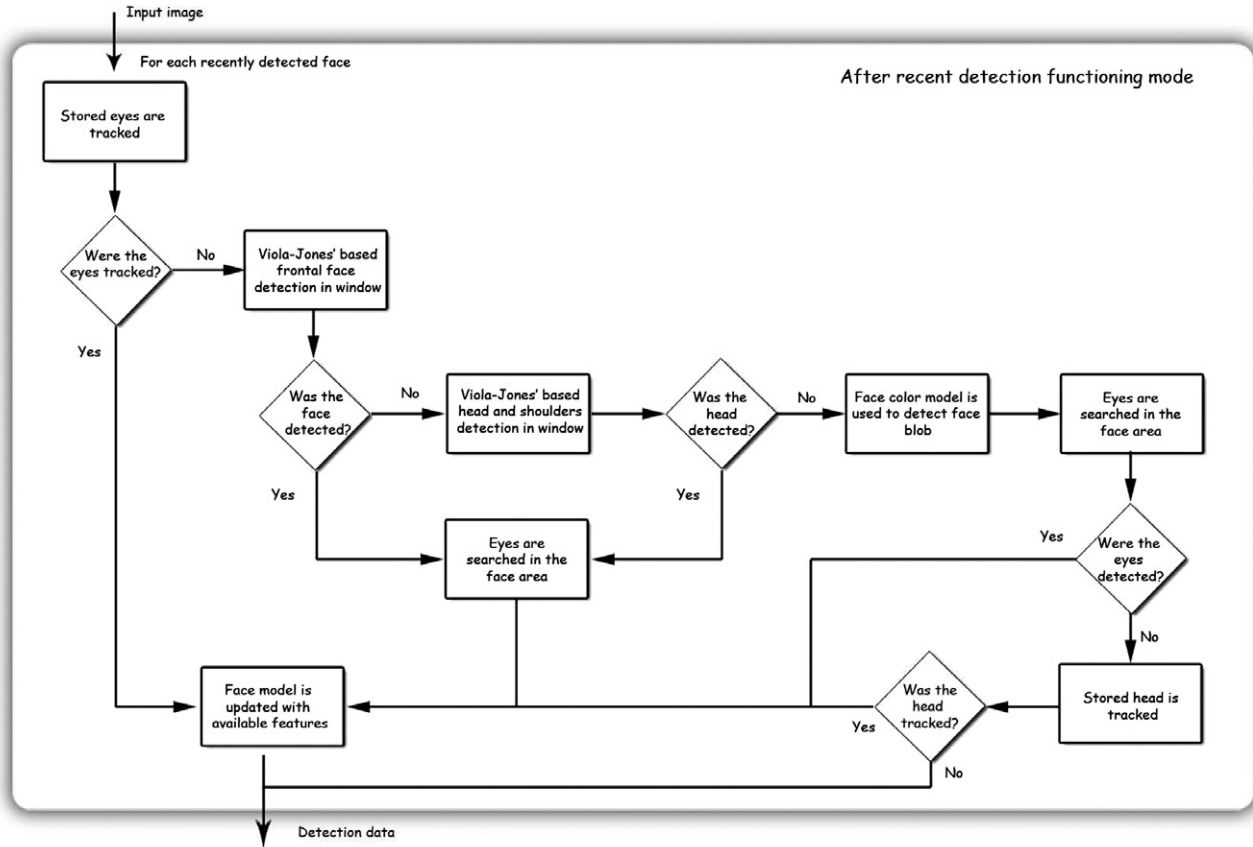 Input image
For each recently detected face
After recent detection functioning mode
Stored eyes are
tracked
Were the
eyes tracked?
No
Viola-Jones' based
frontal face
detection in window
Yes
Was the
face
detected?
No
Viola-Jones' based
head and shoulders
detection in window
Was the
head
detected?
No
Face color model is
used to detect face
blob
Eyes are
searched in the
face area
Yes
Yes
Eyes are
searched in the
face area
Yes
Were the
eyes
detected?
No
Face model is
updated with
available features
Yes
Was the
head
tracked?
Stored head is
tracked
No
Detection data